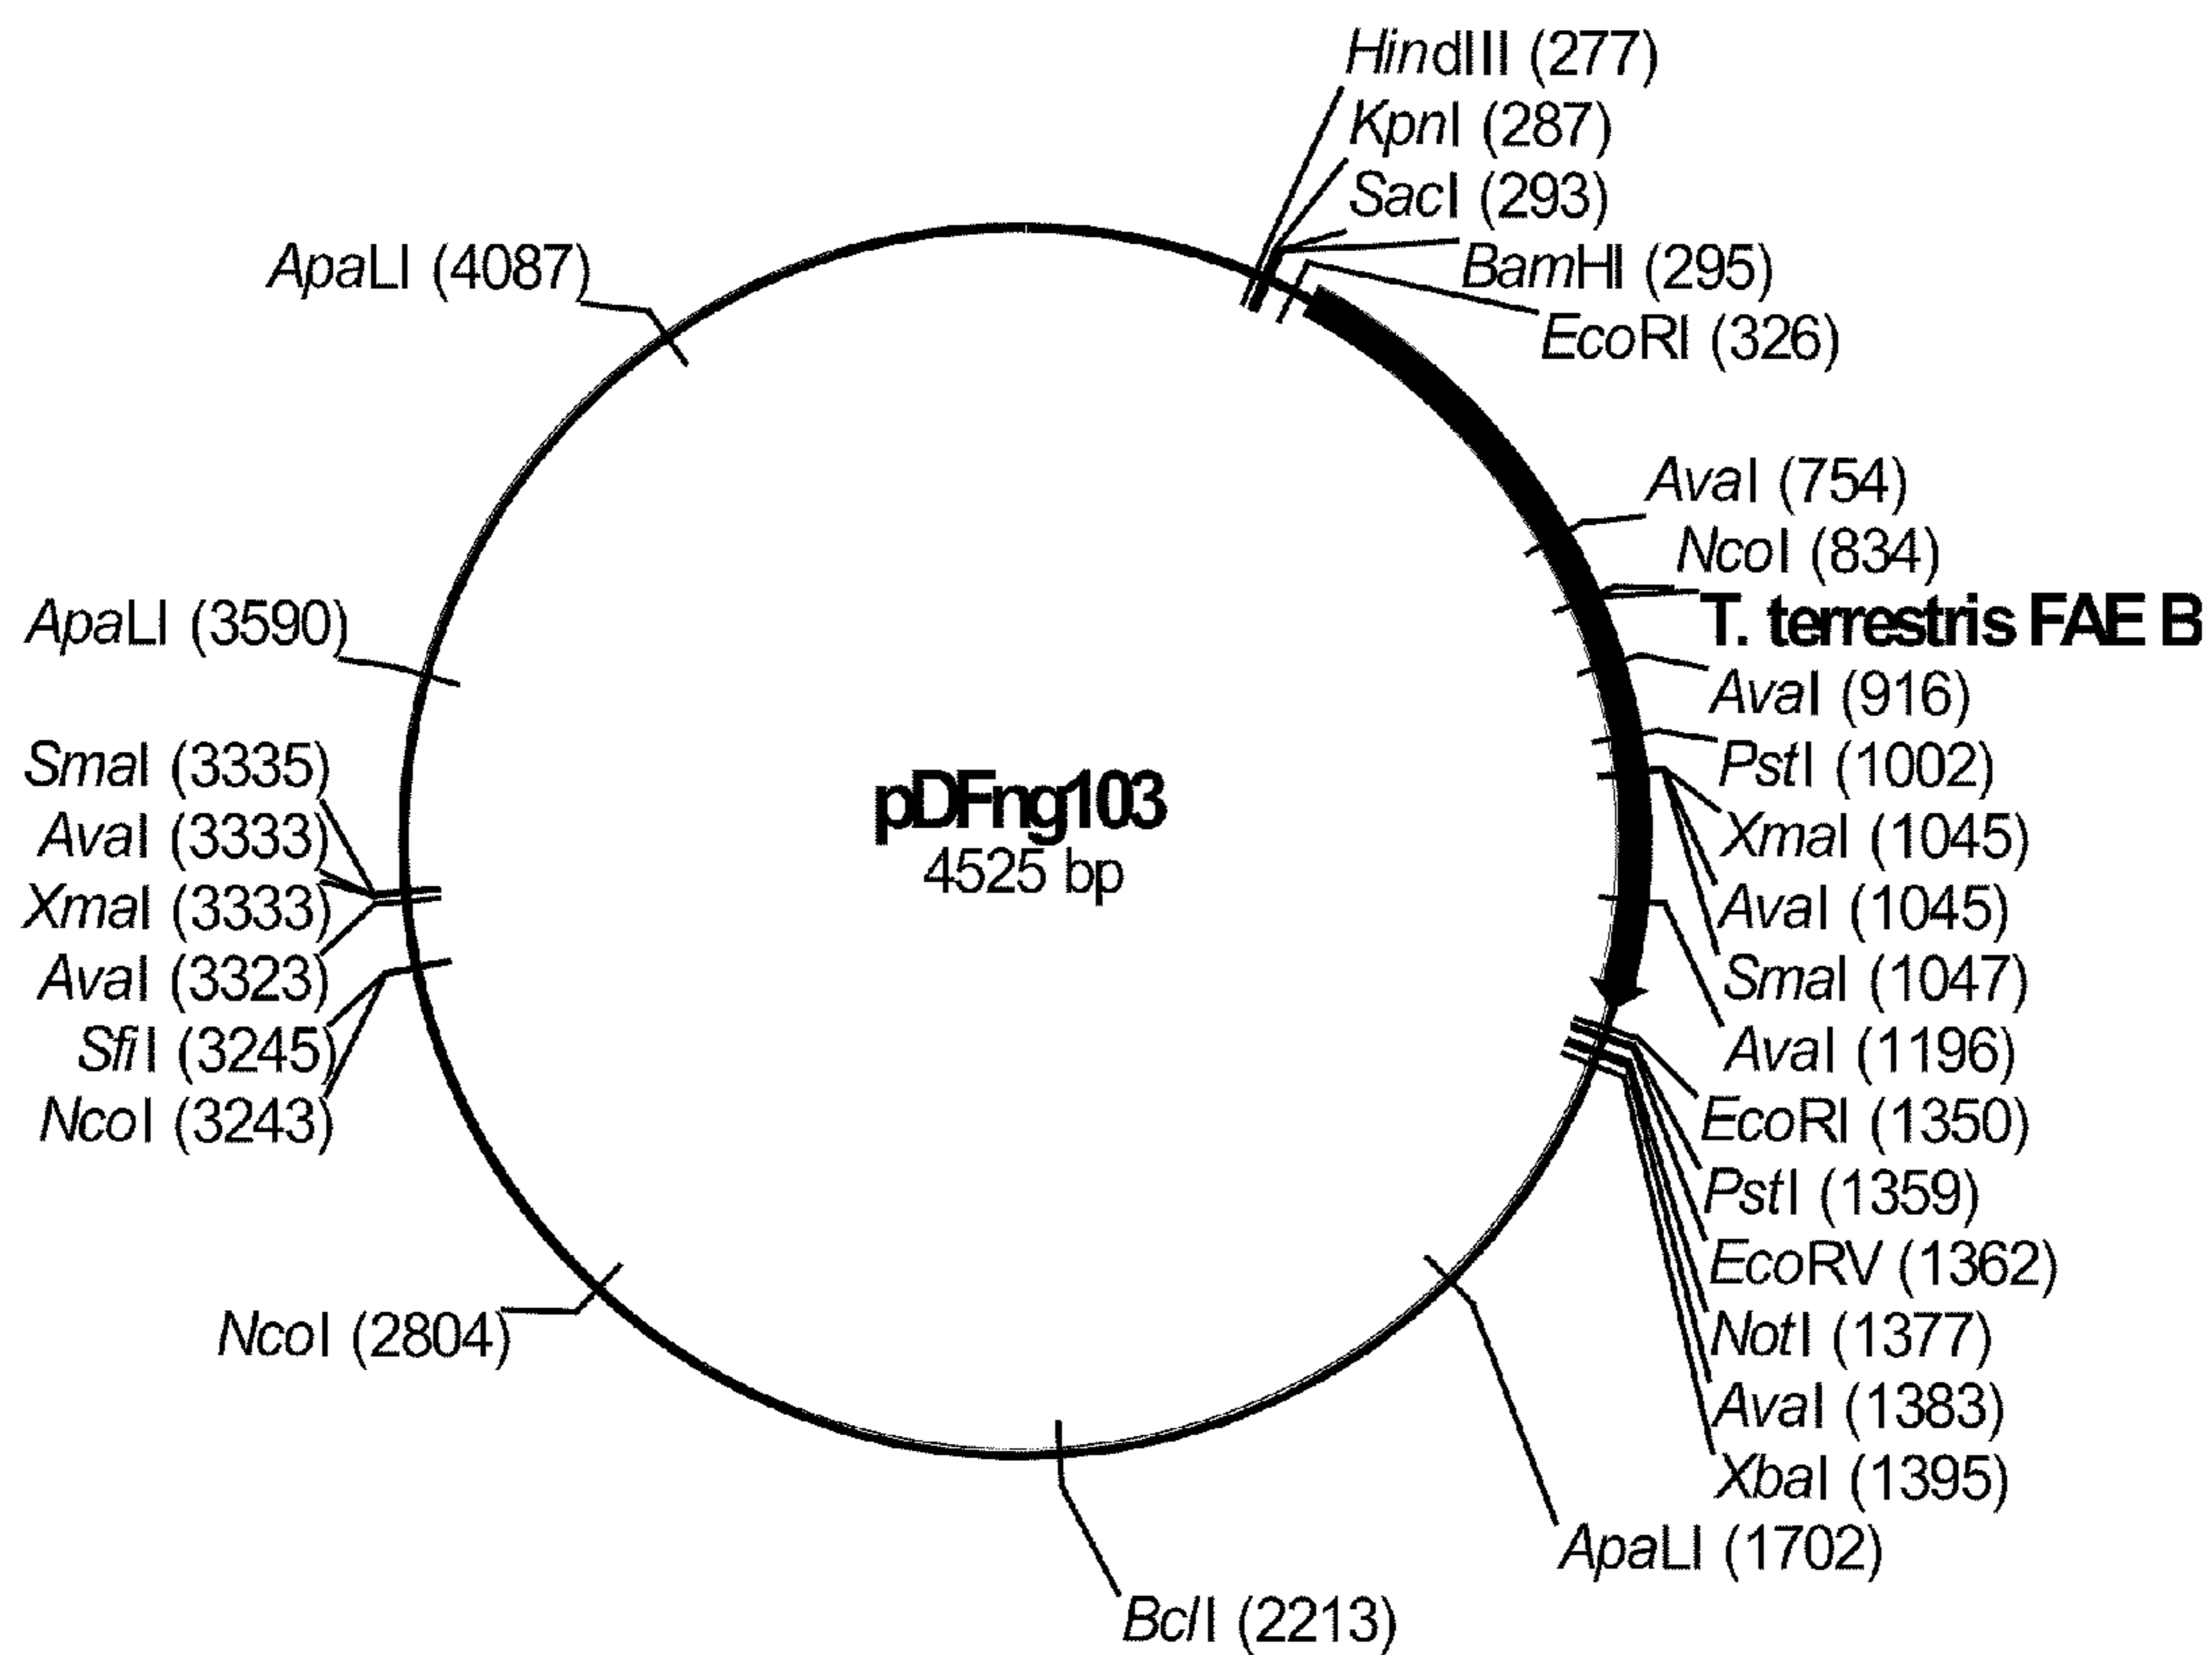 HindIII (277)
KpnI (287)
SacI (293)
BamHI (295)
EcoRI (326)
AvaI (754)
NcoI (834)
T. terrestris FAE B
AvaI (916)
PstI (1002)
XmaI (1045)
AvaI (1045)
SmaI (1047)
AvaI (1196)
EcoRI (1350)
PstI (1359)
EcoRV (1362)
NotI (1377)
AvaI (1383)
XbaI (1395)
ApaLI (1702)
BclI (2213)
NcoI (2804)
NcoI (3243)
SfiI (3245)
AvaI (3323)
XmaI (3333)
AvaI (3333)
SmaI (3335)
ApaLI (3590)
ApaLI (4087)
pDFng103
4525 bp